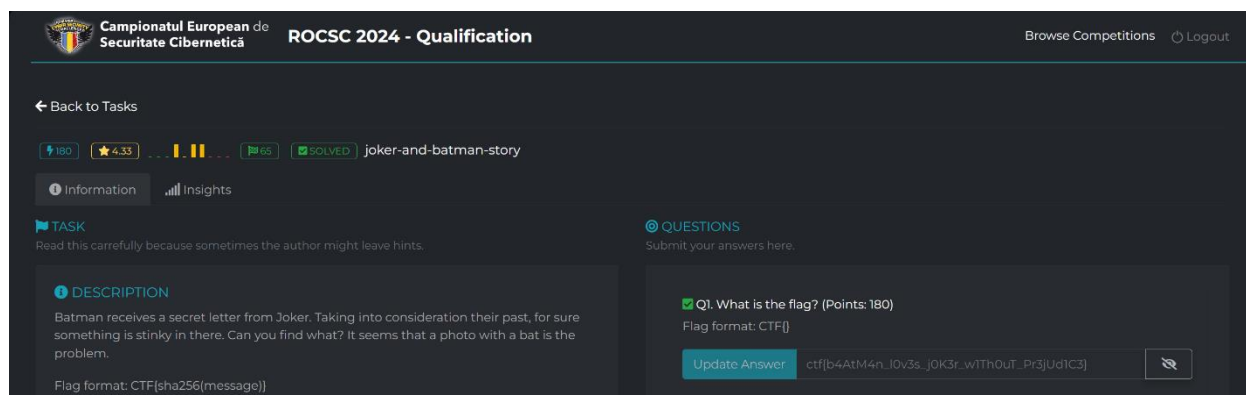 Campionatul European de
Securitate Cibernetică
ROCSC 2024 - Qualification
Browse Competitions
Logout
Back to Tasks
180 4.33 65 SOLVED joker-and-batman-story
Information Insights
TASK
Read this carrefully because sometimes the author might leave hints.
DESCRIPTION
Batman receives a secret letter from Joker. Taking into consideration their past, for sure
something is stinky in there. Can you find what? It seems that a photo with a bat is the
problem.
Flag format: CTF{sha256(message)}
QUESTIONS
Submit your answers here.
Q1. What is the flag? (Points: 180)
Flag format: CTF{}
Update Answer ctf{b4AtM4n_l0v3s_j0K3r_w1Th0uT_Pr3jUd1C3}